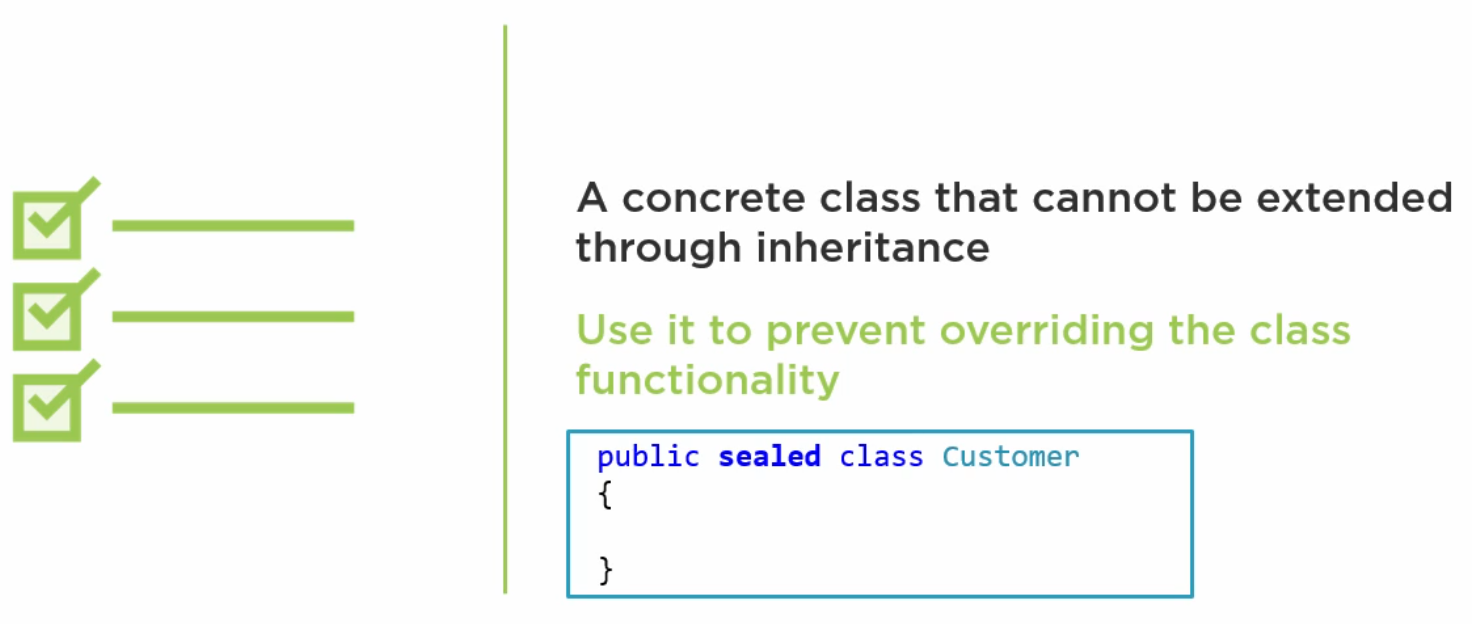 A concrete class that cannot be extended
through inheritance
Use it to prevent overriding the class
functionality
public sealed class Customer
{
}